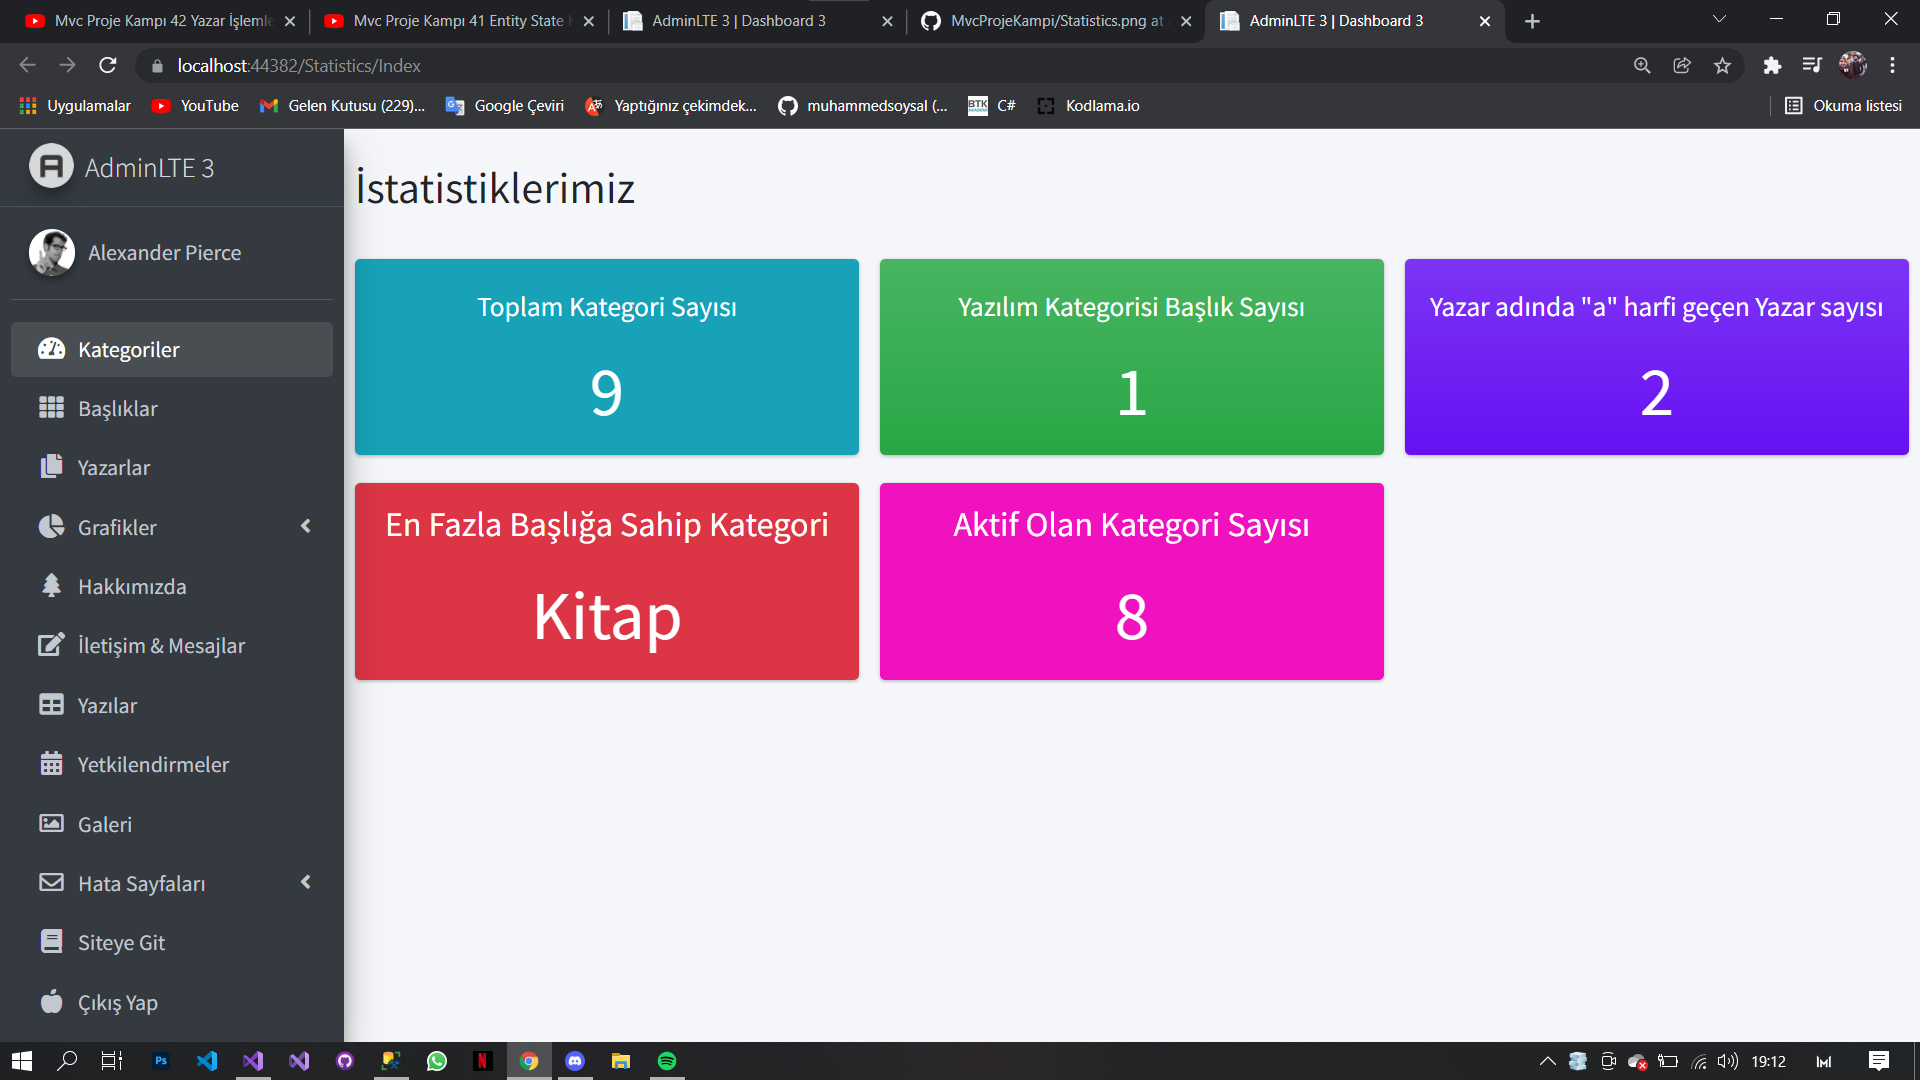 Mvc Proje Kampı 42 Yazar İşlemle
Mvc Proje Kampı 41 Entity State
AdminLTE 3 | Dashboard 3
MvcProjeKampi/Statistics.png at
AdminLTE 3 | Dashboard 3
localhost:44382/Statistics/Index
Uygulamalar
YouTube
Gelen Kutusu (229)...
Google Çeviri
Yaptığınız çekimdek...
muhammedsoysal (...
BTK
C#
Kodlama.io
Okuma listesi
AdminLTE 3
Alexander Pierce
Kategoriler
Başlıklar
Yazarlar
Grafikler
Hakkımızda
İletişim & Mesajlar
Yazılar
Yetkilendirmeler
Galeri
Hata Sayfaları
Siteye Git
Çıkış Yap
İstatistiklerimiz
Toplam Kategori Sayısı
9
Yazılım Kategorisi Başlık Sayısı
1
Yazar adında "a" harfi geçen Yazar sayısı
2
En Fazla Başlığa Sahip Kategori
Kitap
Aktif Olan Kategori Sayısı
8
Ps
19:12